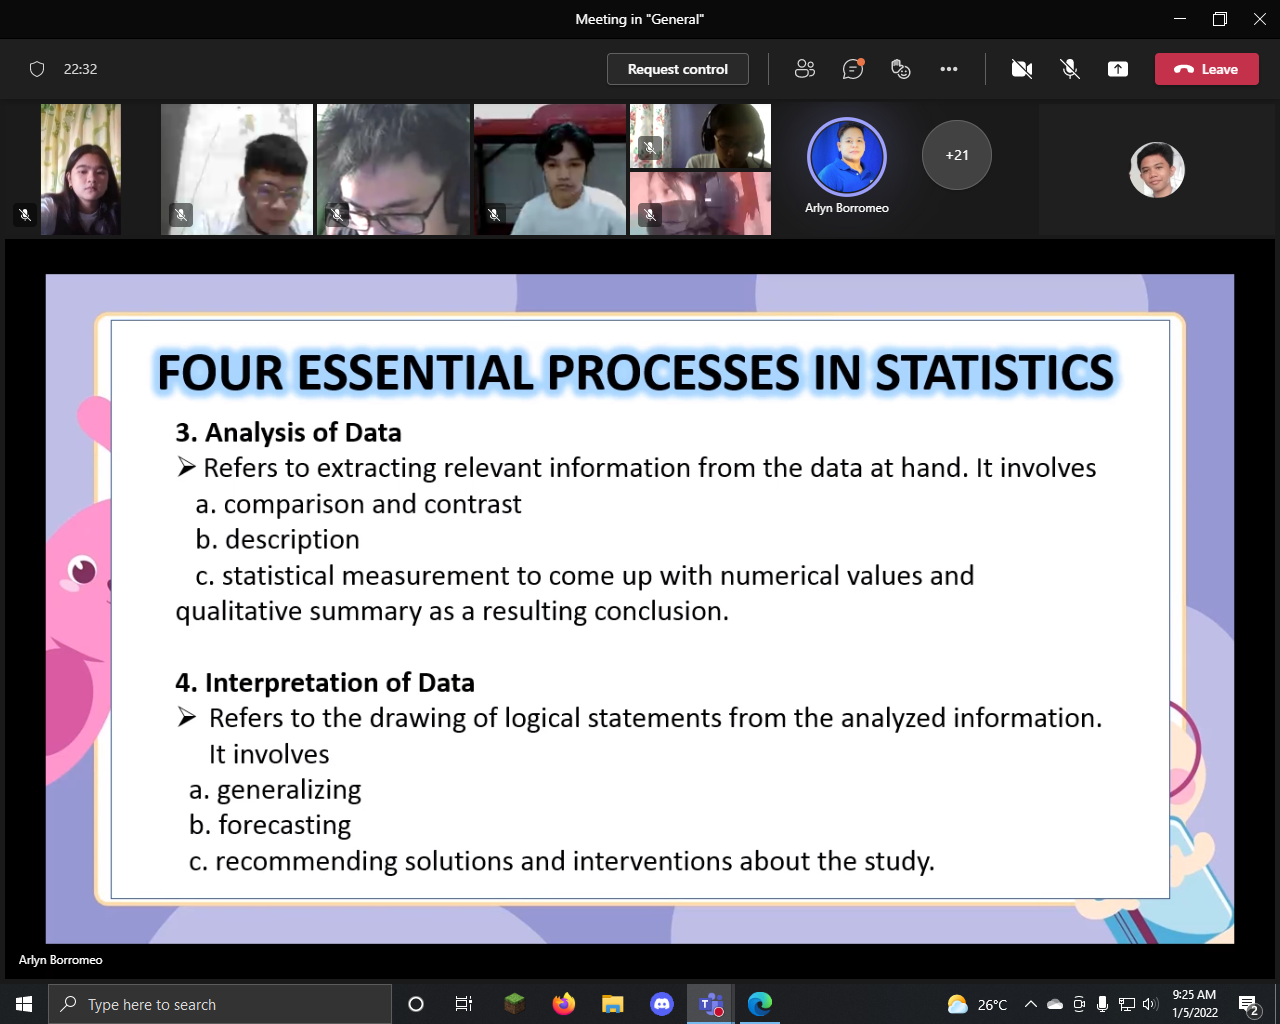 Meeting in "General"
22:32
Request control
Leave
+21
Arlyn Borromeo
FOUR ESSENTIAL PROCESSES IN STATISTICS
3. Analysis of Data
➢ Refers to extracting relevant information from the data at hand. It involves
a. comparison and contrast
b. description
c. statistical measurement to come up with numerical values and
qualitative summary as a resulting conclusion.
4. Interpretation of Data
➢ Refers to the drawing of logical statements from the analyzed information.
It involves
a. generalizing
b. forecasting
c. recommending solutions and interventions about the study.
Arlyn Borromeo
Type here to search
T
26°C
9:25 AM
1/5/2022
2